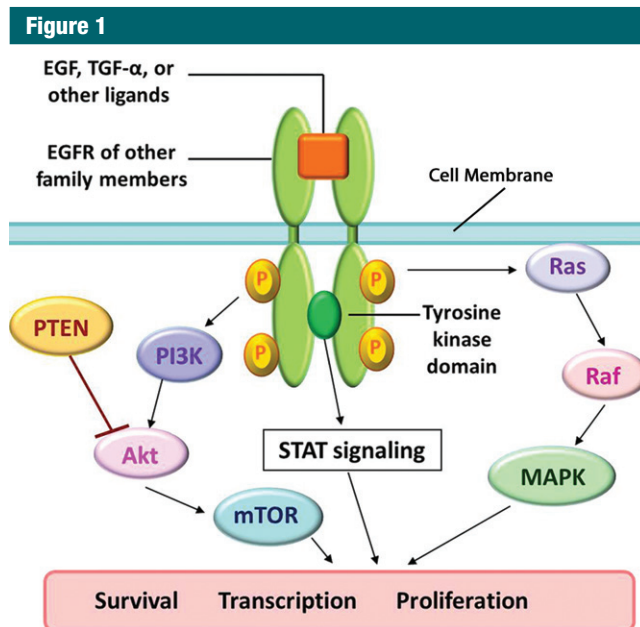 Figure 1
EGF, TGF-α, or
other ligands
EGFR of other
family members
Cell Membrane
P
P
Ras
PTEN
PI3K
Tyrosine
kinase
domain
P
P
Raf
Akt
STAT signaling
mTOR
MAPK
Survival Transcription Proliferation